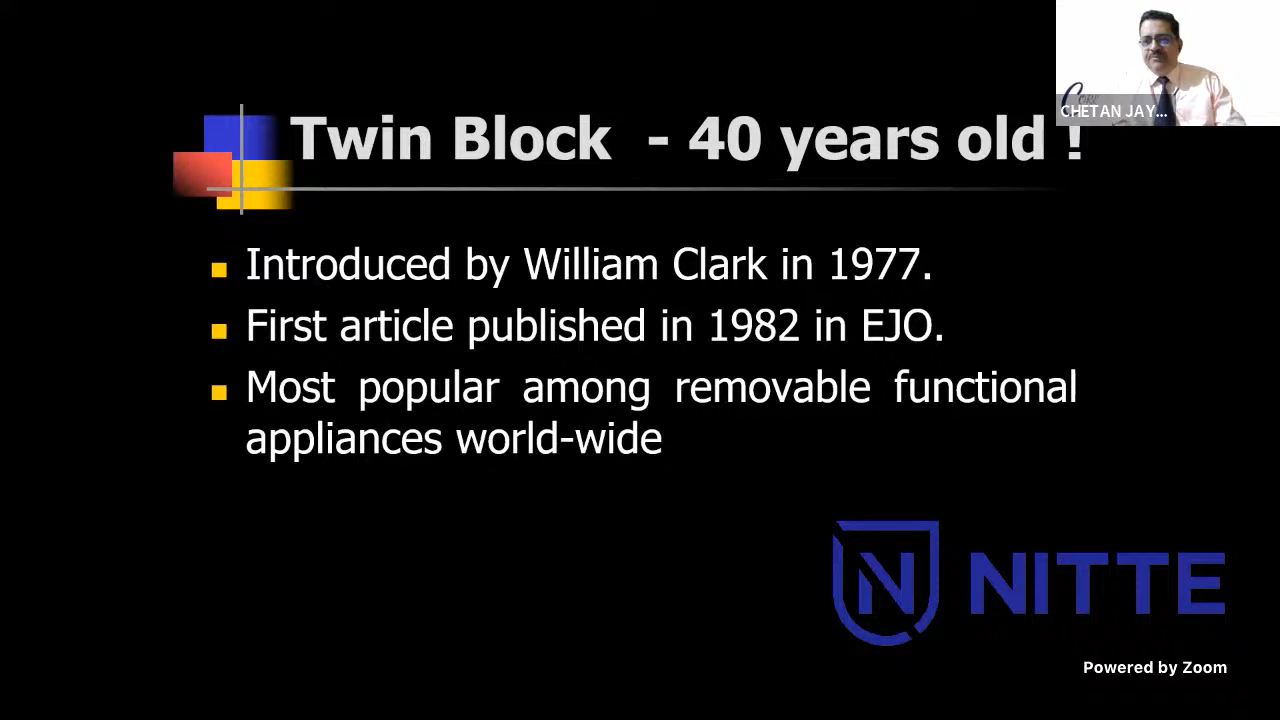 CHETAN JAY...
Twin Block - 40 years old !
Introduced by William Clark in 1977.
First article published in 1982 in EJO.
Most popular among removable functional
appliances world-wide
N NITTE
Powered by Zoom